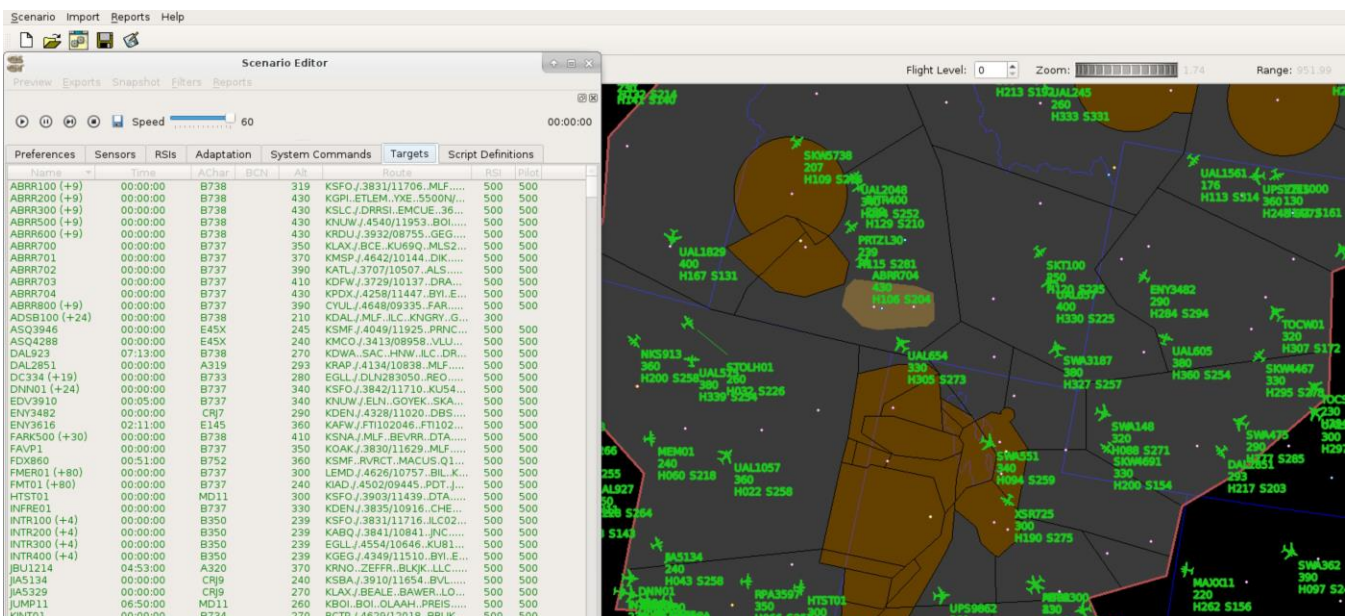 Scenario Import Reports Help
Scenario Editor
Preview Exports Snapshot Filters Reports
Speed 60 00:00:00
Preferences Sensors RSIs Adaptation System Commands Targets Script Definitions
Name Time AChar BCN Alt Route RSI Pilot
ABRR100 (+9) 00:00:00 B738 319 KSFO./.3831/11706..MLF..... 500 500
ABRR200 (+9) 00:00:00 B738 430 KGPI..ETLEM..YXE..5500N/... 500 500
ABRR300 (+9) 00:00:00 B738 430 KSLC./.DRRSI..EMCUE..36... 500 500
ABRR500 (+9) 00:00:00 B738 430 KNUW./.4540/11953..BOI..... 500 500
ABRR600 (+9) 00:00:00 B738 430 KRDU./.3932/08755..GEG.... 500 500
ABRR700 00:00:00 B737 350 KLAX./.BCE..KU69Q..MLS2... 500 500
ABRR701 00:00:00 B737 370 KMSP./.4642/10144..DIK..... 500 500
ABRR702 00:00:00 B737 390 KATL./.3707/10507..ALS..... 500 500
ABRR703 00:00:00 B737 410 KDFW./.3729/10137..DRA... 500 500
ABRR704 00:00:00 B737 430 KPDX./.4258/11447..BYI..E... 500 500
ABRR800 (+9) 00:00:00 B737 390 CYUL./.4648/09335..FAR..... 500 500
ADSB100 (+24) 00:00:00 B738 210 KDAL./.MLF..ILC..KNGRY..G... 300
ASQ3946 00:00:00 E45X 245 KSMF./.4049/11925..PRNC... 500 500
ASQ4288 00:00:00 E45X 240 KMCO./.3413/08958..VLU... 500 500
DAL923 07:13:00 B738 270 KDWA..SAC..HNW..ILC..DR... 500 500
DAL2851 00:00:00 A319 293 KRAP./.4134/10838..MLF..... 500 500
DC334 (+19) 00:00:00 B733 280 EGLL./.DLN283050..REO..... 500 500
DNN01 (+24) 00:00:00 B737 340 KSFO./.3842/11710..KU54... 500 500
EDV3910 00:05:00 B737 340 KNUW./.ELN..GOYEK..SKA... 500 500
ENY3482 00:00:00 CRJ7 290 KDEN./.4328/11020..DBS.... 500 500
ENY3616 02:11:00 E145 360 KAFW./.FTI102046..FTI102... 500 500
FARK500 (+30) 00:00:00 B738 410 KSNA./.MLF..BEVRR..DTA.... 500 500
FAVP1 00:00:00 B737 350 KOAK./.3830/11629..MLF..... 500 500
FDX860 00:51:00 B752 360 KSMF..RVRCT..MACUS.Q1... 500 500
FMER01 (+80) 00:00:00 B737 300 LEMD./.4626/10757..BIL..K... 500 500
FMT01 (+80) 00:00:00 B737 240 KIAD./.4502/09445..PDT..J... 500 500
HTST01 00:00:00 MD11 300 KSFO./.3903/11439..DTA..... 500 500
INFRE01 00:00:00 B737 330 KDEN./.3835/10916..CHE... 500 500
INTR100 (+4) 00:00:00 B350 239 KSFO./.3831/11716..ILC02... 500 500
INTR200 (+4) 00:00:00 B350 239 KABQ./.3841/10841..JNC..... 500 500
INTR300 (+4) 00:00:00 B350 239 EGLL./.4554/10646..KU81... 500 500
INTR400 (+4) 00:00:00 B350 239 KGEG./.4349/11510..BYI..E... 500 500
JBU1214 04:53:00 A320 370 KRNO..ZEFFR..BLKJK..LLC..... 500 500
JIA5134 00:00:00 CRJ9 240 KSBA./.3910/11654..BVL..... 500 500
JIA5329 00:00:00 CRJ9 270 KLAX./.BEALE..BAWER..LO... 500 500
JUMP11 06:50:00 MD11 260 KBOI..BOI..OLAAH..PREIS..... 500 500
Flight Level: 0 Zoom: 1.74 Range: 951.99
UAL245
260
H333 S331
SKW5738
207
UAL2048
H129 S210
PRTZL30
ABRR704
430
H106 S204
UAL1829
400
H167 S131
UAL1561
176
H113 S514
SKT100
UAL657
400
H330 S225
ENY3482
290
H284 S294
TOCW01
320
H307 S172
NKS913
360
H200 S258
STOLH01
260
H032 S226
380
UAL654
330
H305 S273
SWA3187
380
H327 S257
UAL605
380
H360 S254
SKW4467
330
SWA148
320
H088 S271
SKW4691
330
H200 S154
SWA475
290
DAL2851
293
H217 S203
MEM01
240
H060 S218
UAL1057
360
H022 S258
SWA551
340
H094 S259
XSR725
300
H190 S275
JIA5134
240
H043 S258
DNN01
RPA3597
350
HTST01
UPS9862
MAXX11
220
H262 S156
SWA362
390